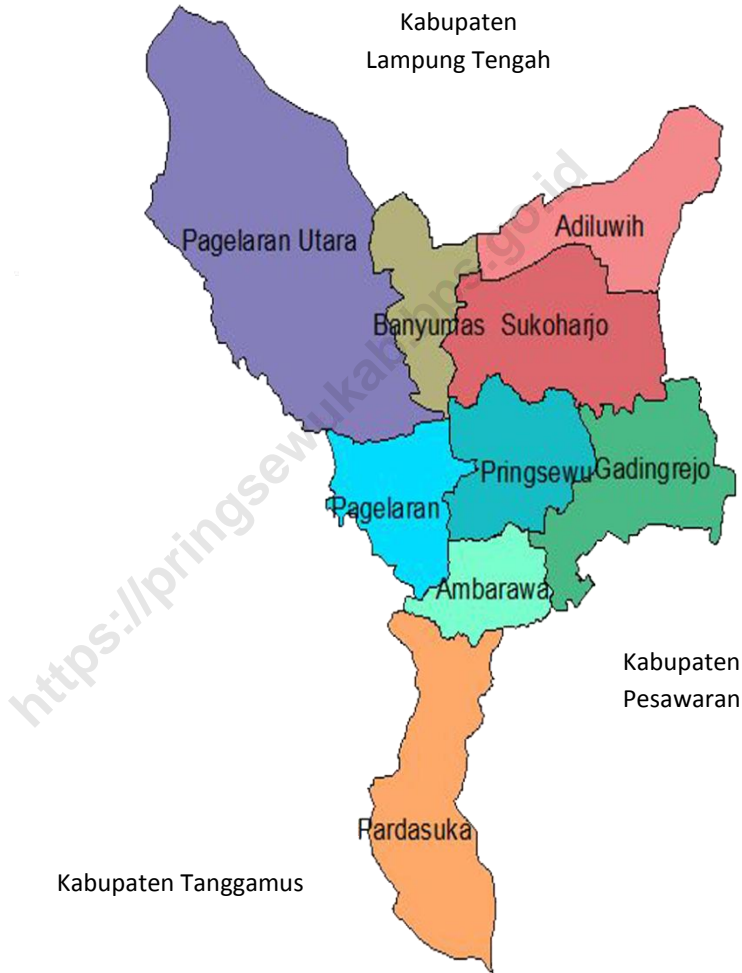 Kabupaten
Lampung Tengah
Adiluwih
Pagelaran Utara
Banyumas
Sukoharjo
Pringsewu
Gadingrejo
Pagelaran
Ambarawa
Kabupaten
Pesawaran
Pardasuka
Kabupaten Tanggamus
https://pringsewukab.bps.go.id